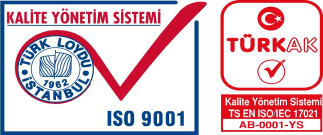 KALİTE YÖNETİM SİSTEMİ
TÜRK LOYDU
1962
İSTANBUL
ISO 9001
TÜRKAK
Kalite Yönetim Sistemi
TS EN ISO/IEC 17021
AB-0001-YS